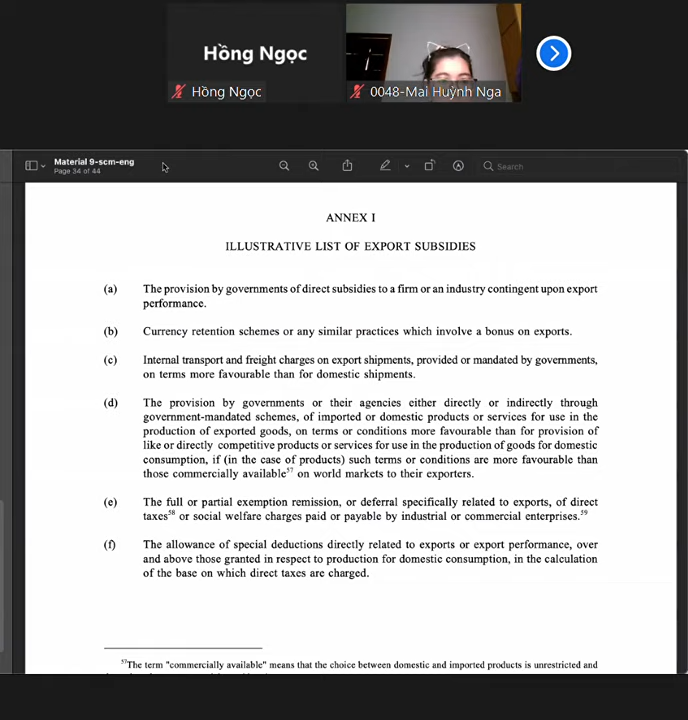 Hồng Ngọc
Hồng Ngọc
0048-Mai Huỳnh Nga
Material 9-scm-eng
Page 34 of 44
Search
ANNEX I
ILLUSTRATIVE LIST OF EXPORT SUBSIDIES
(a) The provision by governments of direct subsidies to a firm or an industry contingent upon export
performance.
(b) Currency retention schemes or any similar practices which involve a bonus on exports.
(c) Internal transport and freight charges on export shipments, provided or mandated by governments,
on terms more favourable than for domestic shipments.
(d) The provision by governments or their agencies either directly or indirectly through
government-mandated schemes, of imported or domestic products or services for use in the
production of exported goods, on terms or conditions more favourable than for provision of
like or directly competitive products or services for use in the production of goods for domestic
consumption, if (in the case of products) such terms or conditions are more favourable than
those commercially available57 on world markets to their exporters.
(e) The full or partial exemption remission, or deferral specifically related to exports, of direct
taxes58 or social welfare charges paid or payable by industrial or commercial enterprises.59
(f) The allowance of special deductions directly related to exports or export performance, over
and above those granted in respect to production for domestic consumption, in the calculation
of the base on which direct taxes are charged.
57The term "commercially available" means that the choice between domestic and imported products is unrestricted and